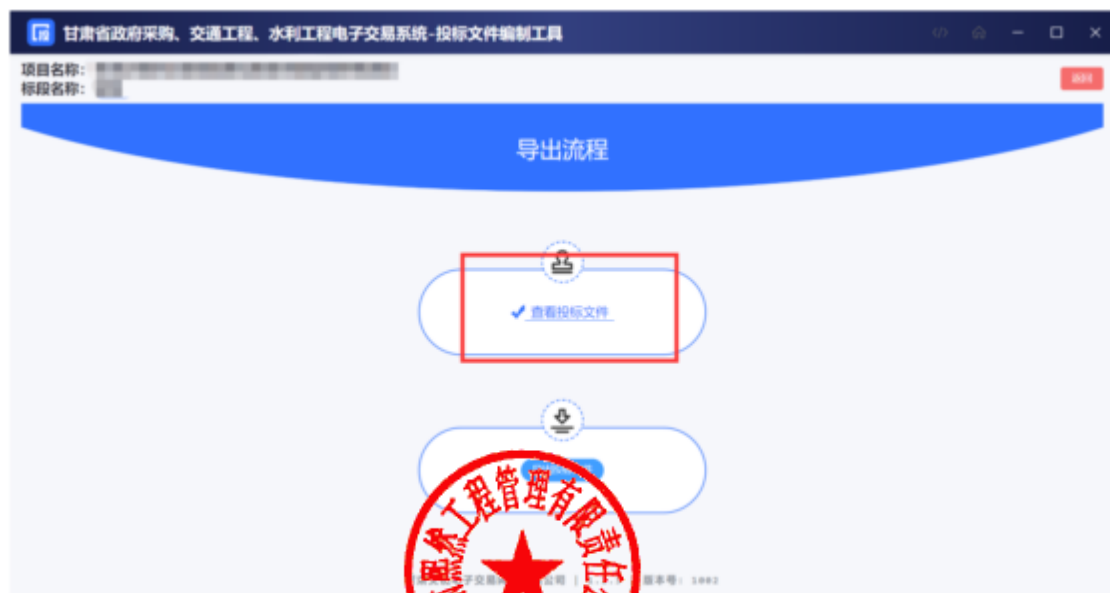 甘肃省政府采购、交通工程、水利工程电子交易系统-投标文件编制工具
项目名称：
标段名称：
返回
导出流程
查看投标文件
工程管理有限责任
版本号: 1002